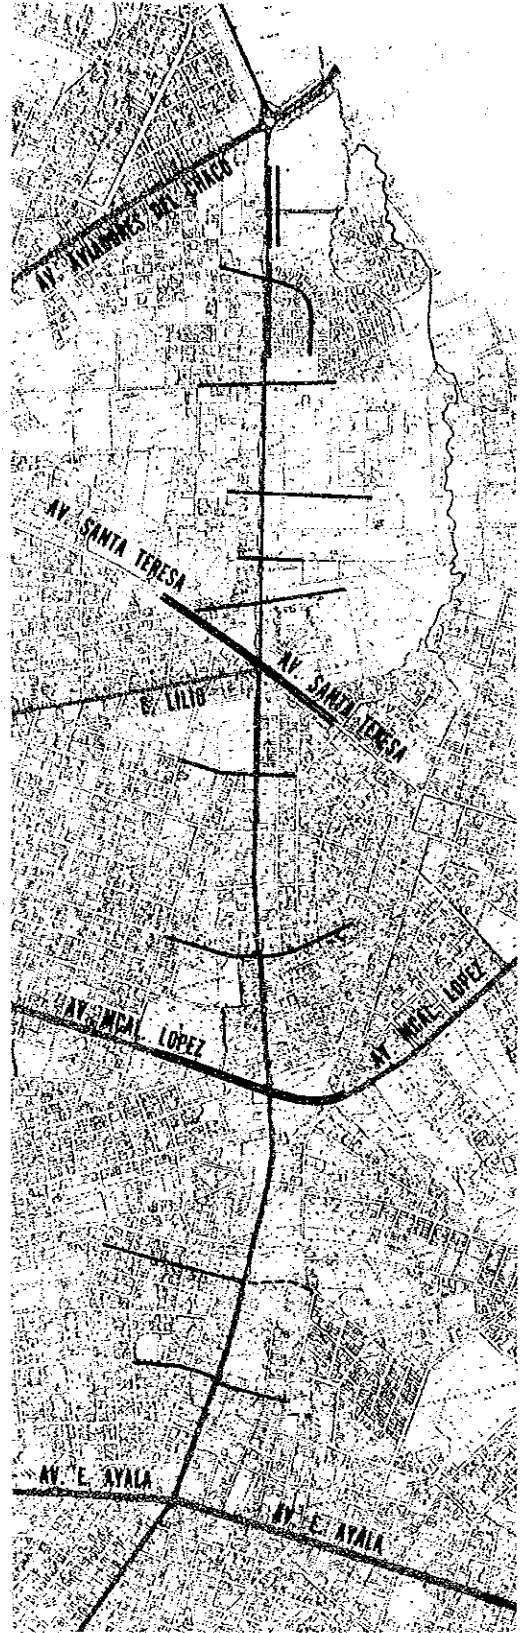 AV. AVIADORES DEL CHACO
AV. SANTA TERESA
AV. SANTA TERESA
B. LILIO
AV. MCAL LOPEZ
AV. MCAL LOPEZ
AV. E. AYALA
AV. E. AYALA